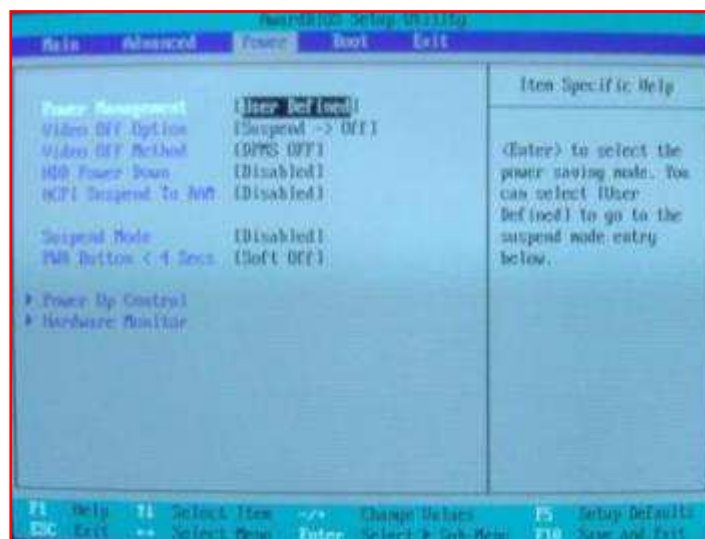 AwardBIOS Setup Utility
Main Advanced Power Boot Exit
Item Specific Help
Power Management [User Defined]
Video Off Option [Suspend -> Off]
Video Off Method [DPMS OFF]
HDD Power Down [Disabled]
ACPI Suspend To RAM [Disabled]
Suspend Mode [Disabled]
PWR Button < 4 Secs [Soft Off]
Power Up Control
Hardware Monitor
<Enter> to select the
power saving mode. You
can select [User
Defined] to go to the
suspend mode entry
below.
F1 Help ↑↓ Select Item -/+ Change Values F5 Setup Defaults
ESC Exit ↔ Select Menu Enter Select ▶ Sub-Menu F10 Save and Exit